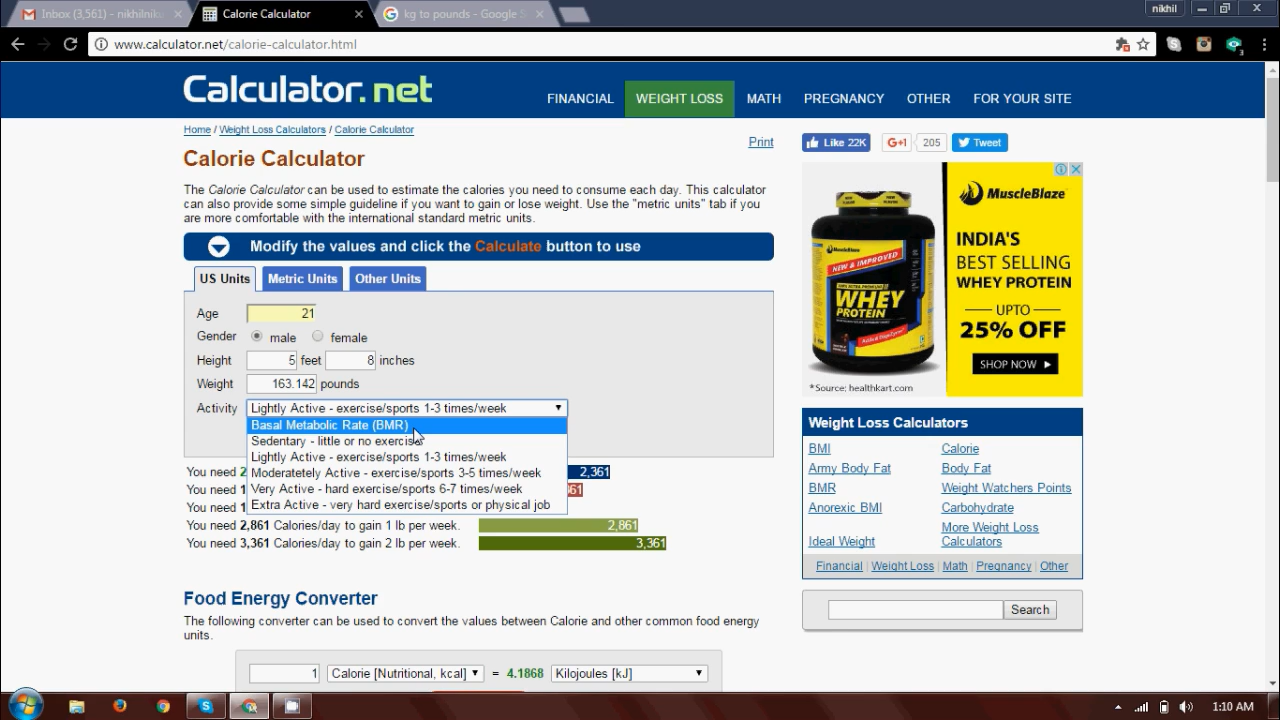 Inbox (3,561) - nikhilniku
Calorie Calculator
kg to pounds - Google S
nikhil
www.calculator.net/calorie-calculator.html
Calculator.net
FINANCIAL
WEIGHT LOSS
MATH
PREGNANCY
OTHER
FOR YOUR SITE
Home / Weight Loss Calculators / Calorie Calculator
Print
Calorie Calculator
The Calorie Calculator can be used to estimate the calories you need to consume each day. This calculator
can also provide some simple guideline if you want to gain or lose weight. Use the "metric units" tab if you
are more comfortable with the international standard metric units.
Modify the values and click the Calculate button to use
US Units
Metric Units
Other Units
Age 21
Gender male female
Height 5 feet 8 inches
Weight 163.142 pounds
Activity Lightly Active - exercise/sports 1-3 times/week
Basal Metabolic Rate (BMR)
Sedentary - little or no exercise
Lightly Active - exercise/sports 1-3 times/week
Moderatetely Active - exercise/sports 3-5 times/week
Very Active - hard exercise/sports 6-7 times/week
Extra Active - very hard exercise/sports or physical job
You need 2 2,361
You need 1
You need 1
You need 2,861 Calories/day to gain 1 lb per week. 2,861
You need 3,361 Calories/day to gain 2 lb per week. 3,361
Food Energy Converter
The following converter can be used to convert the values between Calorie and other common food energy
units.
1 Calorie [Nutritional, kcal] = 4.1868 Kilojoules [kJ]
Like 22K
G+1 205
Tweet
MuscleBlaze
NEW & IMPROVED
WHEY
PROTEIN
INDIA'S
BEST SELLING
WHEY PROTEIN
UPTO
25% OFF
SHOP NOW
*Source: healthkart.com
Weight Loss Calculators
BMI
Calorie
Army Body Fat
Body Fat
BMR
Weight Watchers Points
Anorexic BMI
Carbohydrate
Ideal Weight
More Weight Loss
Calculators
Financial | Weight Loss | Math | Pregnancy | Other
Search
1:10 AM